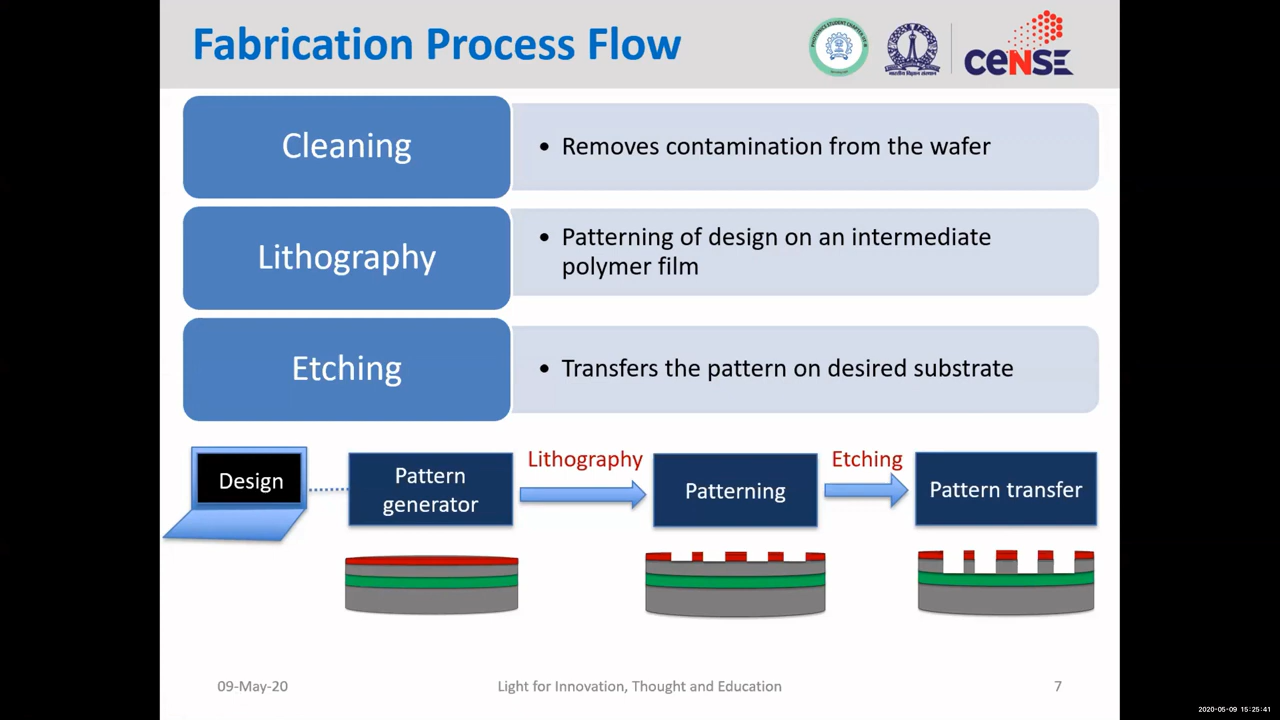 Fabrication Process Flow
CeNSE
Cleaning
• Removes contamination from the wafer
Lithography
• Patterning of design on an intermediate
polymer film
Etching
• Transfers the pattern on desired substrate
Design
Pattern
generator
Lithography
Patterning
Etching
Pattern transfer
09-May-20
Light for Innovation, Thought and Education
7
2020-05-09 15:25:41